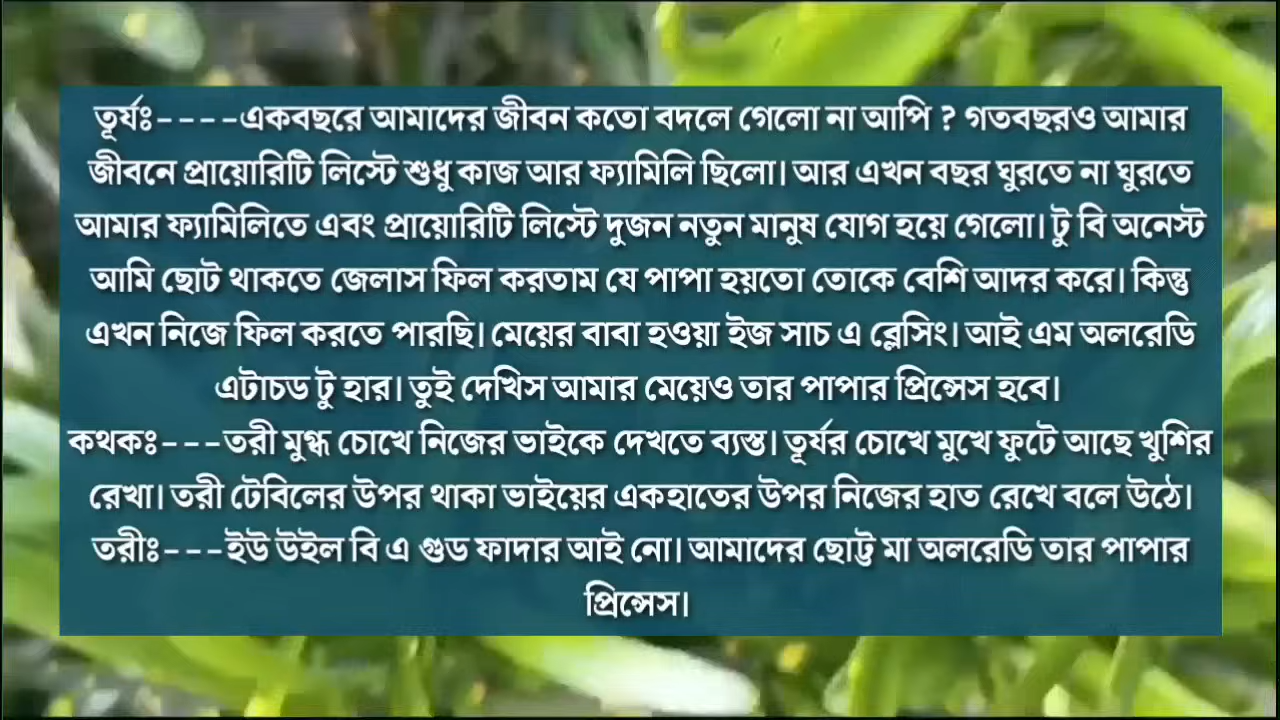 তূর্যঃ----একবছরে আমাদের জীবন কতো বদলে গেলো না আপি ? গতবছরও আমার
জীবনে প্রায়োরিটি লিস্টে শুধু কাজ আর ফ্যামিলি ছিলো। আর এখন বছর ঘুরতে না ঘুরতে
আমার ফ্যামিলিতে এবং প্রায়োরিটি লিস্টে দুজন নতুন মানুষ যোগ হয়ে গেলো। টু বি অনেস্ট
আমি ছোট থাকতে জেলাস ফিল করতাম যে পাপা হয়তো তোকে বেশি আদর করে। কিন্তু
এখন নিজে ফিল করতে পারছি। মেয়ের বাবা হওয়া ইজ সাচ এ ব্লেসিং। আই এম অলরেডি
এটাচড টু হার। তুই দেখিস আমার মেয়েও তার পাপার প্রিন্সেস হবে।
কথকঃ---তরী মুগ্ধ চোখে নিজের ভাইকে দেখতে ব্যস্ত। তূর্যর চোখে মুখে ফুটে আছে খুশির
রেখা। তরী টেবিলের উপর থাকা ভাইয়ের একহাতের উপর নিজের হাত রেখে বলে উঠে।
তরীঃ---ইউ উইল বি এ গুড ফাদার আই নো। আমাদের ছোট্ট মা অলরেডি তার পাপার
প্রিন্সেস।